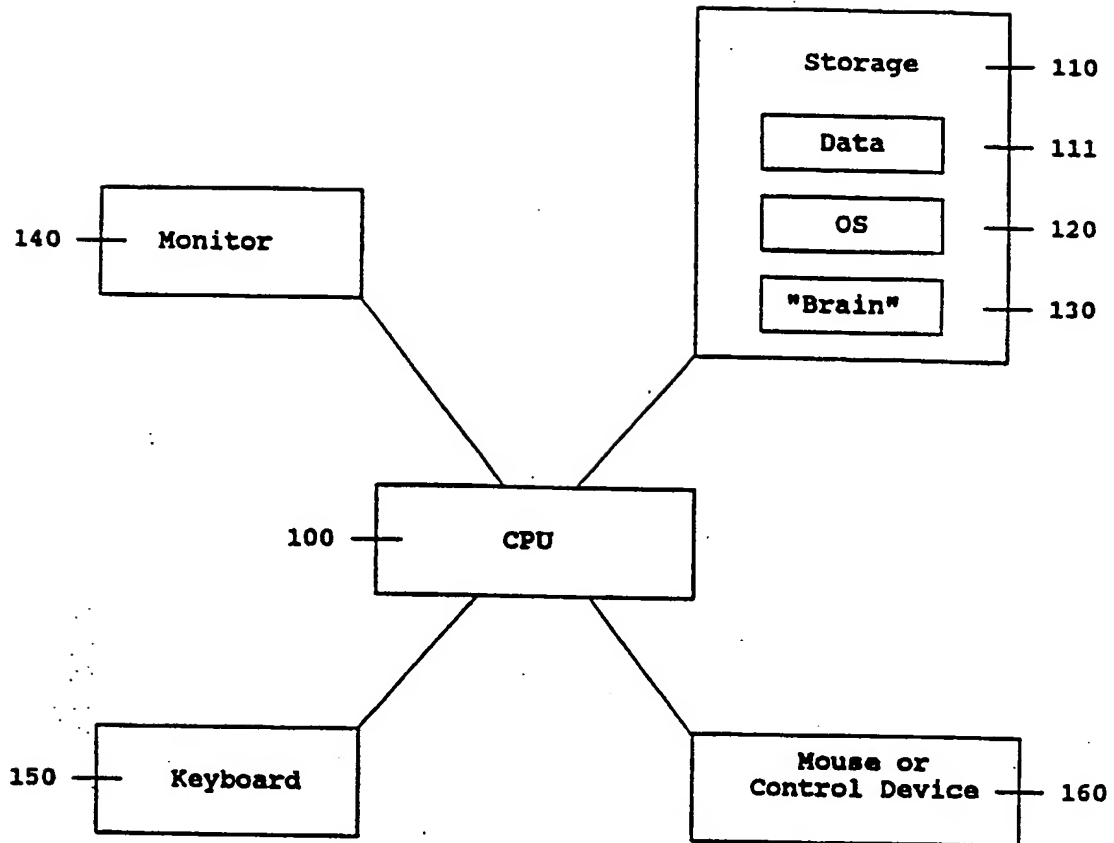 Storage 110
Data 111
140 Monitor
OS 120
"Brain" 130
100 CPU
150 Keyboard
Mouse or
Control Device 160